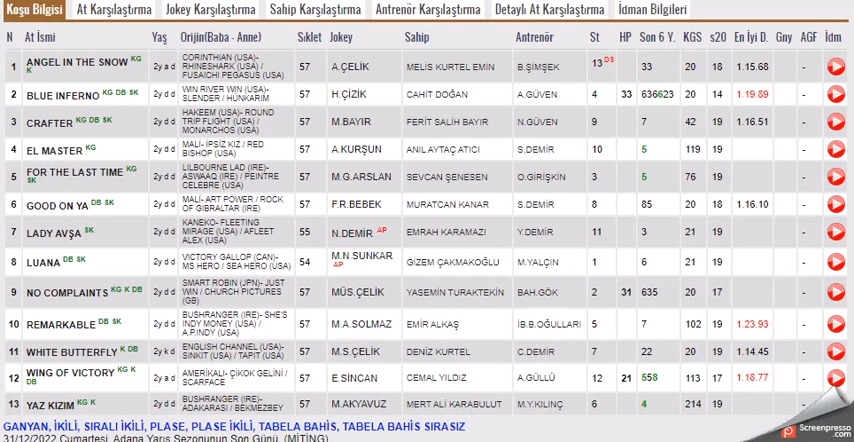 Koşu Bilgisi At Karşılaştırma Jokey Karşılaştırma Sahip Karşılaştırma Antrenör Karşılaştırma Detaylı At Karşılaştırma İdman Bilgileri
N At İsmi Yaş Orijin(Baba - Anne) Sıklet Jokey Sahip Antrenör St HP Son 6 Y. KGS s20 En İyi D. Gny AGF İdm
1 ANGEL IN THE SNOW KG K 2y a d CORINTHIAN (USA)- RHINESHARK (USA) / FUSAICHI PEGASUS (USA) 57 A.ÇELİK MELİS KURTEL EMİN B.ŞİMŞEK 13 DS 33 20 18 1.15.68 -
2 BLUE INFERNO KG DB SK 2y d d WIN RIVER WIN (USA)- SLENDER / HÜNKARIM 57 H.ÇİZİK CAHİT DOĞAN A.GÜVEN 4 33 636623 20 14 1.19.89 -
3 CRAFTER KG DB SK 2y d d HAKEEM (USA)- ROUND TRIP FLIGHT (USA) / MONARCHOS (USA) 57 M.BAYIR FERİT SALİH BAYIR N.GÜVEN 9 7 42 19 1.16.51 -
4 EL MASTER KG 2y k d MALI- İPSİZ KIZ / RED BISHOP (USA) 57 A.KURŞUN ANIL AYTAÇ ATICI S.DEMİR 10 5 119 19 -
5 FOR THE LAST TIME KG SK 2y d d LILBOURNE LAD (IRE)- ASWAAQ (IRE) / PEINTRE CELEBRE (USA) 57 M.G.ARSLAN SEVCAN ŞENESEN O.GİRİŞKİN 3 5 76 19 -
6 GOOD ON YA DB SK 2y d d MALI- ART POWER / ROCK OF GIBRALTAR (IRE) 57 F.R.BEBEK MURATCAN KANAR S.DEMİR 8 85 20 18 1.16.10 -
7 LADY AVŞA SK 2y d d KANEKO- FLEETING MIRAGE (USA) / AFLEET ALEX (USA) 55 N.DEMİR AP EMRAH KARAMAZI Y.DEMİR 11 3 21 19 -
8 LUANA DB SK 2y d d VICTORY GALLOP (CAN)- MS HERO / SEA HERO (USA) 54 M.N.SUNKAR AP GİZEM ÇAKMAKOĞLU M.YALÇIN 1 6 21 19 -
9 NO COMPLAINTS KG K DB 2y d d SMART ROBIN (JPN)- JUST WIN / CHURCH PICTURES (GB) 57 MÜS.ÇELİK YASEMİN TURAKTEKİN BAH.GÖK 2 31 635 20 17 -
10 REMARKABLE DB SK 2y d d BUSHRANGER (IRE)- SHE'S INDY MONEY (USA) / A.P.INDY (USA) 57 M.A.SOLMAZ EMİR ALKAŞ İB.B.OĞULLARI 5 7 102 19 1.23.93 -
11 WHITE BUTTERFLY K DB 2y k d ENGLISH CHANNEL (USA)- SINKIT (USA) / TAPIT (USA) 57 M.S.ÇELİK DENİZ KURTEL C.DEMİR 7 22 20 19 1.14.45 -
12 WING OF VICTORY KG K DB 2y a d AMERİKALI- ÇIKOK GELİNİ / SCARFACE 57 E.SİNCAN CEMAL YILDIZ A.GÜLLÜ 12 21 558 113 17 1.18.77 -
13 YAZ KIZIM KG K 2y d d BUSHRANGER (IRE)- ADAKARASI / BEKMEZBEY 57 M.AKYAVUZ MERT ALİ KARABULUT M.Y.KILINÇ 6 4 214 19 -
GANYAN, İKİLİ, SIRALI İKİLİ, PLASE, PLASE İKİLİ, TABELA BAHİS, TABELA BAHİS SIRASIZ
31/12/2022 Cumartesi, Adana Yarış Sezonunun Son Günü (MİTİNG)
Screenpresso.com